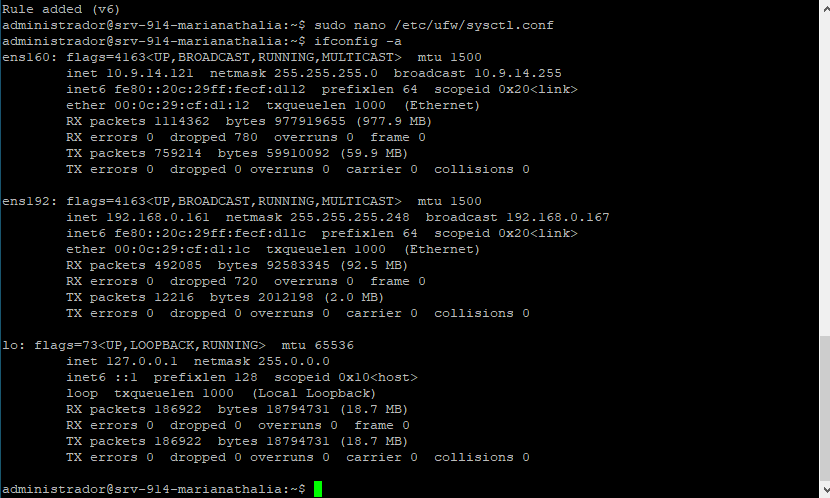 Rule added (v6)
administrador@srv-914-marianathalia:~$ sudo nano /etc/ufw/sysctl.conf
administrador@srv-914-marianathalia:~$ ifconfig -a
ens160: flags=4163<UP,BROADCAST,RUNNING,MULTICAST>  mtu 1500
        inet 10.9.14.121  netmask 255.255.255.0  broadcast 10.9.14.255
        inet6 fe80::20c:29ff:fecf:d112  prefixlen 64  scopeid 0x20<link>
        ether 00:0c:29:cf:d1:12  txqueuelen 1000  (Ethernet)
        RX packets 1114362  bytes 977919655 (977.9 MB)
        RX errors 0  dropped 780  overruns 0  frame 0
        TX packets 759214  bytes 59910092 (59.9 MB)
        TX errors 0  dropped 0 overruns 0  carrier 0  collisions 0

ens192: flags=4163<UP,BROADCAST,RUNNING,MULTICAST>  mtu 1500
        inet 192.168.0.161  netmask 255.255.255.248  broadcast 192.168.0.167
        inet6 fe80::20c:29ff:fecf:d11c  prefixlen 64  scopeid 0x20<link>
        ether 00:0c:29:cf:d1:1c  txqueuelen 1000  (Ethernet)
        RX packets 492085  bytes 92583345 (92.5 MB)
        RX errors 0  dropped 720  overruns 0  frame 0
        TX packets 12216  bytes 2012198 (2.0 MB)
        TX errors 0  dropped 0 overruns 0  carrier 0  collisions 0

lo: flags=73<UP,LOOPBACK,RUNNING>  mtu 65536
        inet 127.0.0.1  netmask 255.0.0.0
        inet6 ::1  prefixlen 128  scopeid 0x10<host>
        loop  txqueuelen 1000  (Local Loopback)
        RX packets 186922  bytes 18794731 (18.7 MB)
        RX errors 0  dropped 0  overruns 0  frame 0
        TX packets 186922  bytes 18794731 (18.7 MB)
        TX errors 0  dropped 0 overruns 0  carrier 0  collisions 0

administrador@srv-914-marianathalia:~$